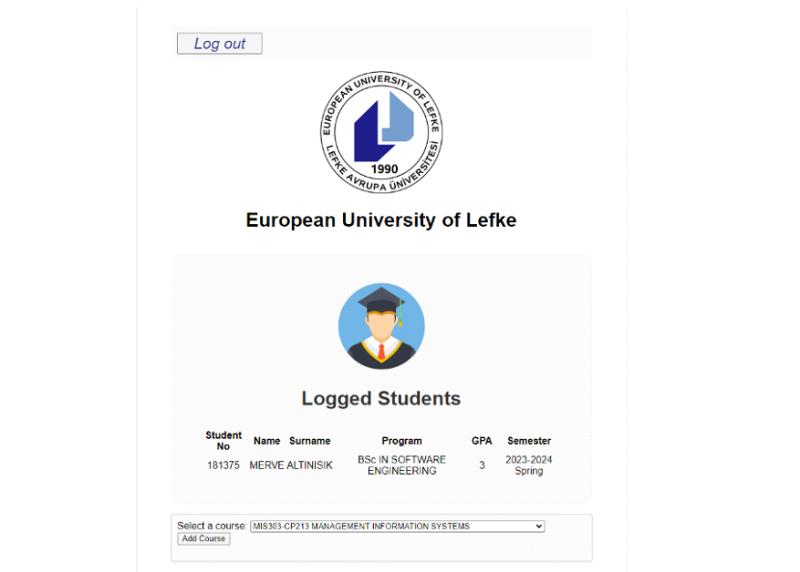 Log out
EUROPEAN UNIVERSITY OF LEFKE
LEFKE AVRUPA ÜNİVERSİTESİ
1990
European University of Lefke
Logged Students
Student No Name Surname Program GPA Semester
181375 MERVE ALTINISIK BSc IN SOFTWARE ENGINEERING 3 2023-2024 Spring
Select a course: MIS303-CP213 MANAGEMENT INFORMATION SYSTEMS
Add Course